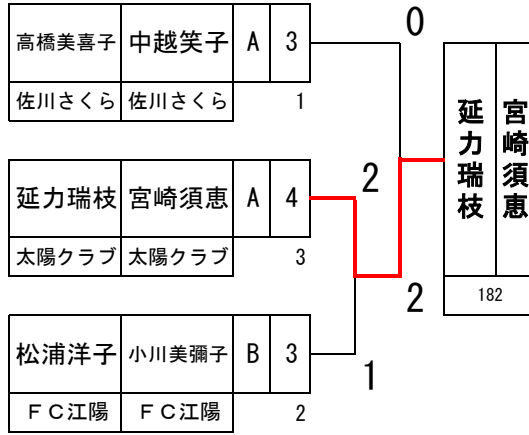 0
高橋美喜子 中越笑子 A 3
佐川さくら 佐川さくら 1
延力瑞枝 宮崎須恵 A 4
太陽クラブ 太陽クラブ 3
2
2
松浦洋子 小川美彌子 B 3
FC江陽 FC江陽 2
1
延力瑞枝 宮崎須恵
182